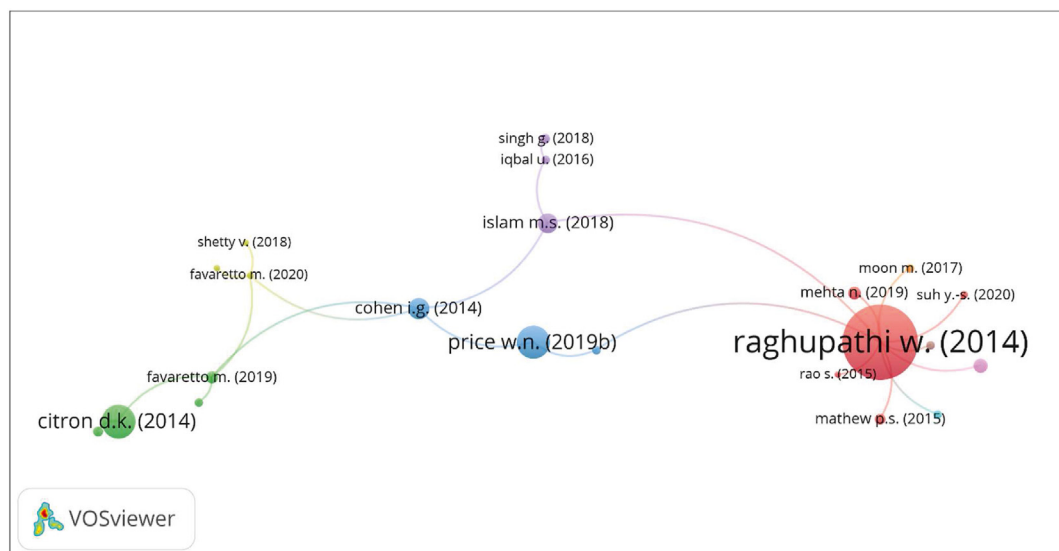 singh g. (2018)
iqbal u. (2016)
islam m.s. (2018)
shetty v. (2018)
favaretto m. (2020)
moon m. (2017)
mehta n. (2019)
suh y.-s. (2020)
cohen i.g. (2014)
price w.n. (2019b)
raghupathi w. (2014)
favaretto m. (2019)
rao s. (2015)
citron d.k. (2014)
mathew p.s. (2015)
VOSviewer